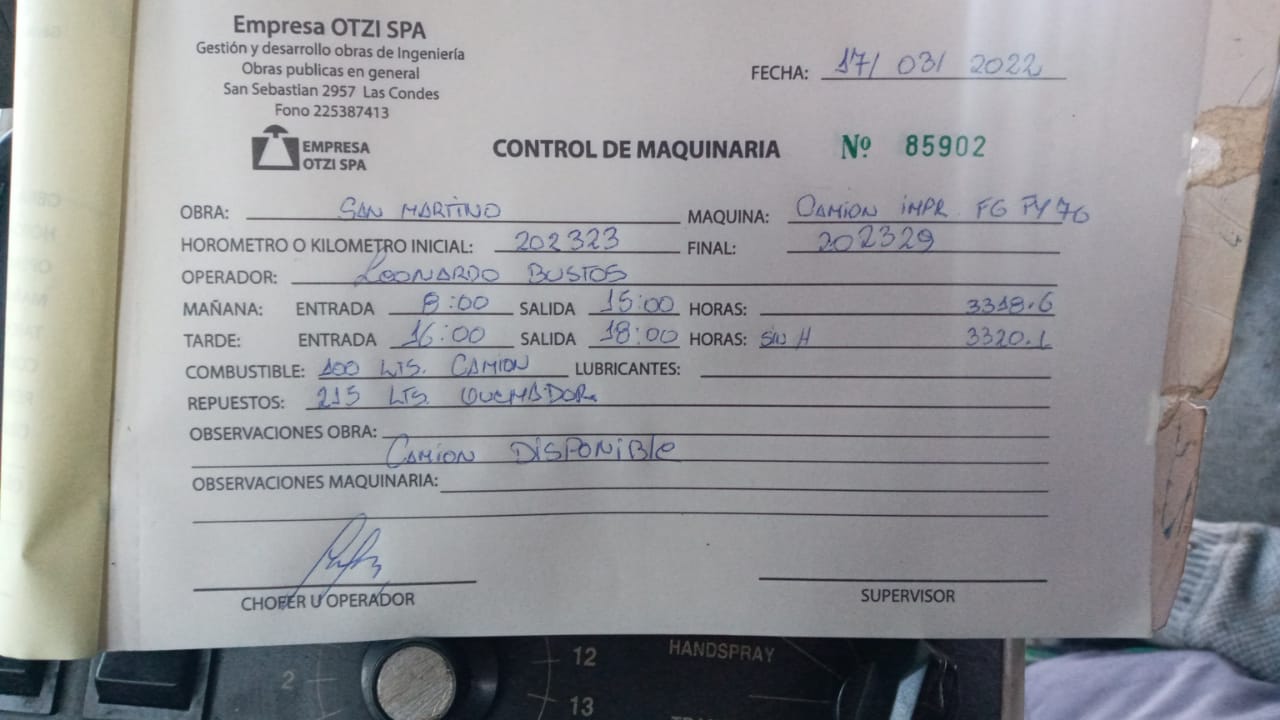 Empresa OTZI SPA
Gestión y desarrollo obras de Ingeniería
Obras publicas en general
San Sebastian 2957 Las Condes
Fono 225387413
FECHA: 17/ 03/ 2022
EMPRESA
OTZI SPA
CONTROL DE MAQUINARIA Nº 85902
OBRA: SAN MARTINO MAQUINA: CAMION IMPR. FG FY 76
HOROMETRO O KILOMETRO INICIAL: 202323 FINAL: 202329
OPERADOR: LEONARDO BUSTOS
MAÑANA: ENTRADA 8:00 SALIDA 15:00 HORAS: 3318.6
TARDE: ENTRADA 16:00 SALIDA 18:00 HORAS: SIN H 3320.1
COMBUSTIBLE: 100 LTS. CAMION LUBRICANTES:
REPUESTOS: 215 LTS. QUEMADOR.
OBSERVACIONES OBRA:
CAMION DISPONIBLE
OBSERVACIONES MAQUINARIA:
CHOFER U OPERADOR SUPERVISOR
HANDSPRAY
2 12
13